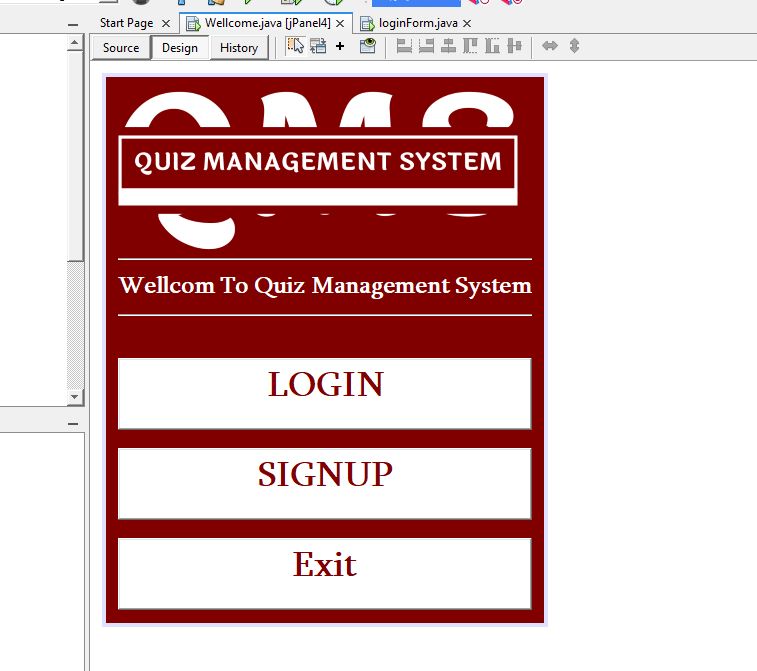 Start Page
Wellcome.java [jPanel4]
loginForm.java
Source Design History
QMS
QUIZ MANAGEMENT SYSTEM
Wellcom To Quiz Management System
LOGIN
SIGNUP
Exit